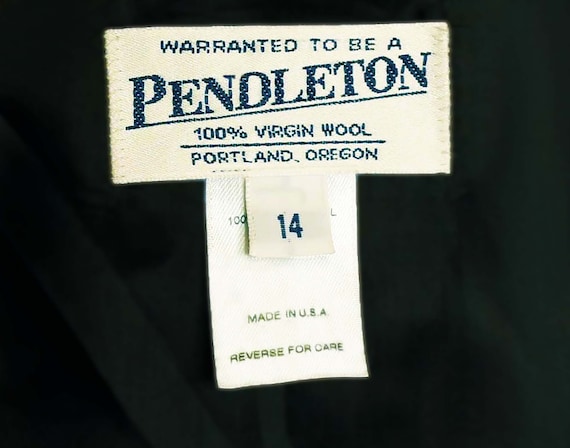 WARRANTED TO BE A
PENDLETON
100% VIRGIN WOOL
PORTLAND, OREGON
14
MADE IN U.S.A.
REVERSE FOR CARE